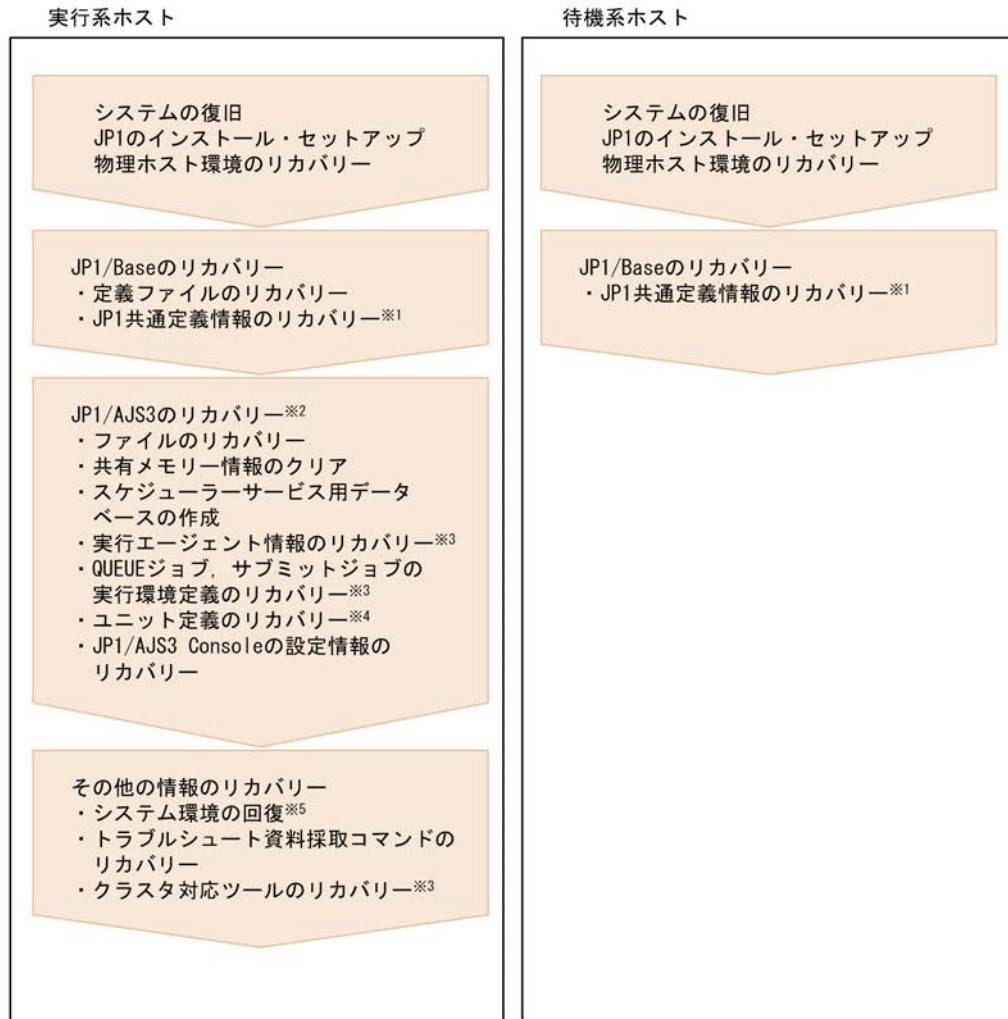 実行系ホスト
システムの復旧
JP1のインストール・セットアップ
物理ホスト環境のリカバリー
JP1/Baseのリカバリー
・定義ファイルのリカバリー
・JP1共通定義情報のリカバリー※1
JP1/AJS3のリカバリー※2
・ファイルのリカバリー
・共有メモリー情報のクリア
・スケジューラーサービス用データ
ベースの作成
・実行エージェント情報のリカバリー※3
・QUEUEジョブ，サブミットジョブの
実行環境定義のリカバリー※3
・ユニット定義のリカバリー※4
・JP1/AJS3 Consoleの設定情報の
リカバリー
その他の情報のリカバリー
・システム環境の回復※5
・トラブルシュート資料採取コマンドの
リカバリー
・クラスタ対応ツールのリカバリー※3
待機系ホスト
システムの復旧
JP1のインストール・セットアップ
物理ホスト環境のリカバリー
JP1/Baseのリカバリー
・JP1共通定義情報のリカバリー※1